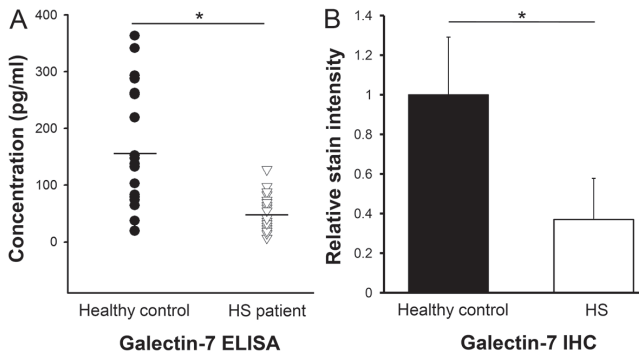 A
*
Concentration (pg/ml)
400
300
200
100
0
Healthy control HS patient
Galectin-7 ELISA
B
*
Relative stain intensity
1.4
1.2
1
0.8
0.6
0.4
0.2
0
Healthy control HS
Galectin-7 IHC